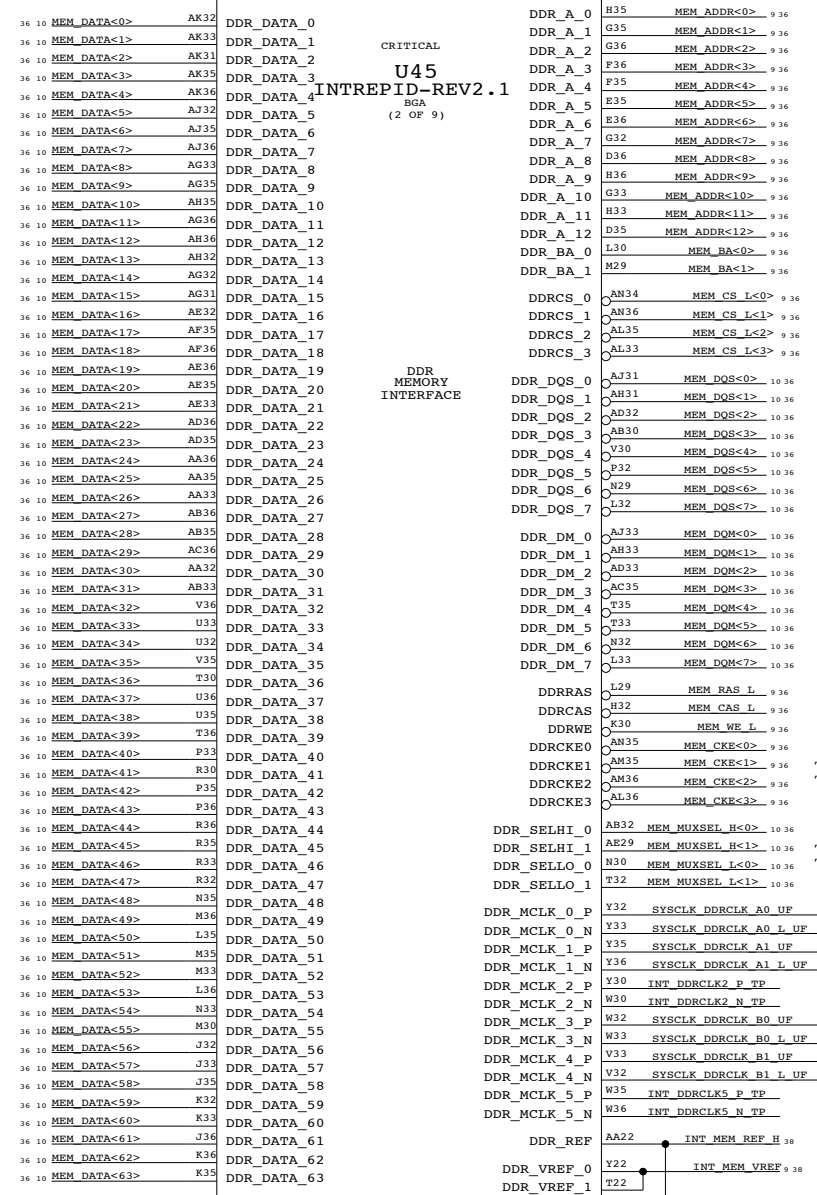 36 10 MEM_DATA<0> AK32 DDR_DATA_0
36 10 MEM_DATA<1> AK33 DDR_DATA_1
36 10 MEM_DATA<2> AK31 DDR_DATA_2
36 10 MEM_DATA<3> AK35 DDR_DATA_3
36 10 MEM_DATA<4> AK36 DDR_DATA_4
36 10 MEM_DATA<5> AJ32 DDR_DATA_5
36 10 MEM_DATA<6> AJ35 DDR_DATA_6
36 10 MEM_DATA<7> AJ36 DDR_DATA_7
36 10 MEM_DATA<8> AG33 DDR_DATA_8
36 10 MEM_DATA<9> AG35 DDR_DATA_9
36 10 MEM_DATA<10> AH35 DDR_DATA_10
36 10 MEM_DATA<11> AG36 DDR_DATA_11
36 10 MEM_DATA<12> AH36 DDR_DATA_12
36 10 MEM_DATA<13> AH32 DDR_DATA_13
36 10 MEM_DATA<14> AG32 DDR_DATA_14
36 10 MEM_DATA<15> AG31 DDR_DATA_15
36 10 MEM_DATA<16> AE32 DDR_DATA_16
36 10 MEM_DATA<17> AF35 DDR_DATA_17
36 10 MEM_DATA<18> AF36 DDR_DATA_18
36 10 MEM_DATA<19> AE36 DDR_DATA_19
36 10 MEM_DATA<20> AE35 DDR_DATA_20
36 10 MEM_DATA<21> AE33 DDR_DATA_21
36 10 MEM_DATA<22> AD36 DDR_DATA_22
36 10 MEM_DATA<23> AD35 DDR_DATA_23
36 10 MEM_DATA<24> AA36 DDR_DATA_24
36 10 MEM_DATA<25> AA35 DDR_DATA_25
36 10 MEM_DATA<26> AA33 DDR_DATA_26
36 10 MEM_DATA<27> AB36 DDR_DATA_27
36 10 MEM_DATA<28> AB35 DDR_DATA_28
36 10 MEM_DATA<29> AC36 DDR_DATA_29
36 10 MEM_DATA<30> AA32 DDR_DATA_30
36 10 MEM_DATA<31> AB33 DDR_DATA_31
36 10 MEM_DATA<32> V36 DDR_DATA_32
36 10 MEM_DATA<33> U33 DDR_DATA_33
36 10 MEM_DATA<34> U32 DDR_DATA_34
36 10 MEM_DATA<35> V35 DDR_DATA_35
36 10 MEM_DATA<36> T30 DDR_DATA_36
36 10 MEM_DATA<37> U36 DDR_DATA_37
36 10 MEM_DATA<38> U35 DDR_DATA_38
36 10 MEM_DATA<39> T36 DDR_DATA_39
36 10 MEM_DATA<40> P33 DDR_DATA_40
36 10 MEM_DATA<41> R30 DDR_DATA_41
36 10 MEM_DATA<42> P35 DDR_DATA_42
36 10 MEM_DATA<43> P36 DDR_DATA_43
36 10 MEM_DATA<44> R36 DDR_DATA_44
36 10 MEM_DATA<45> R35 DDR_DATA_45
36 10 MEM_DATA<46> R33 DDR_DATA_46
36 10 MEM_DATA<47> R32 DDR_DATA_47
36 10 MEM_DATA<48> N35 DDR_DATA_48
36 10 MEM_DATA<49> M36 DDR_DATA_49
36 10 MEM_DATA<50> L35 DDR_DATA_50
36 10 MEM_DATA<51> M35 DDR_DATA_51
36 10 MEM_DATA<52> M33 DDR_DATA_52
36 10 MEM_DATA<53> L36 DDR_DATA_53
36 10 MEM_DATA<54> N33 DDR_DATA_54
36 10 MEM_DATA<55> M30 DDR_DATA_55
36 10 MEM_DATA<56> J32 DDR_DATA_56
36 10 MEM_DATA<57> J33 DDR_DATA_57
36 10 MEM_DATA<58> J35 DDR_DATA_58
36 10 MEM_DATA<59> K32 DDR_DATA_59
36 10 MEM_DATA<60> K33 DDR_DATA_60
36 10 MEM_DATA<61> J36 DDR_DATA_61
36 10 MEM_DATA<62> K36 DDR_DATA_62
36 10 MEM_DATA<63> K35 DDR_DATA_63
CRITICAL
U45
INTREPID-REV2.1
BGA
(2 OF 9)
DDR
MEMORY
INTERFACE
DDR_A_0 H35 MEM_ADDR<0> 9 36
DDR_A_1 G35 MEM_ADDR<1> 9 36
DDR_A_2 G36 MEM_ADDR<2> 9 36
DDR_A_3 F36 MEM_ADDR<3> 9 36
DDR_A_4 F35 MEM_ADDR<4> 9 36
DDR_A_5 E35 MEM_ADDR<5> 9 36
DDR_A_6 E36 MEM_ADDR<6> 9 36
DDR_A_7 G32 MEM_ADDR<7> 9 36
DDR_A_8 D36 MEM_ADDR<8> 9 36
DDR_A_9 H36 MEM_ADDR<9> 9 36
DDR_A_10 G33 MEM_ADDR<10> 9 36
DDR_A_11 H33 MEM_ADDR<11> 9 36
DDR_A_12 D35 MEM_ADDR<12> 9 36
DDR_BA_0 L30 MEM_BA<0> 9 36
DDR_BA_1 M29 MEM_BA<1> 9 36
DDRCS_0 AN34 MEM_CS_L<0> 9 36
DDRCS_1 AN36 MEM_CS_L<1> 9 36
DDRCS_2 AL35 MEM_CS_L<2> 9 36
DDRCS_3 AL33 MEM_CS_L<3> 9 36
DDR_DQS_0 AJ31 MEM_DQS<0> 10 36
DDR_DQS_1 AH31 MEM_DQS<1> 10 36
DDR_DQS_2 AD32 MEM_DQS<2> 10 36
DDR_DQS_3 AB30 MEM_DQS<3> 10 36
DDR_DQS_4 V30 MEM_DQS<4> 10 36
DDR_DQS_5 P32 MEM_DQS<5> 10 36
DDR_DQS_6 N29 MEM_DQS<6> 10 36
DDR_DQS_7 L32 MEM_DQS<7> 10 36
DDR_DM_0 AJ33 MEM_DQM<0> 10 36
DDR_DM_1 AH33 MEM_DQM<1> 10 36
DDR_DM_2 AD33 MEM_DQM<2> 10 36
DDR_DM_3 AC35 MEM_DQM<3> 10 36
DDR_DM_4 T35 MEM_DQM<4> 10 36
DDR_DM_5 T33 MEM_DQM<5> 10 36
DDR_DM_6 N32 MEM_DQM<6> 10 36
DDR_DM_7 L33 MEM_DQM<7> 10 36
DDRRAS L29 MEM_RAS_L 9 36
DDRCAS H32 MEM_CAS_L 9 36
DDRWE K30 MEM_WE_L 9 36
DDRCKE0 AN35 MEM_CKE<0> 9 36
DDRCKE1 AM35 MEM_CKE<1> 9 36
DDRCKE2 AM36 MEM_CKE<2> 9 36
DDRCKE3 AL36 MEM_CKE<3> 9 36
DDR_SELHI_0 AB32 MEM_MUXSEL_H<0> 10 36
DDR_SELHI_1 AE29 MEM_MUXSEL_H<1> 10 36
DDR_SELLO_0 N30 MEM_MUXSEL_L<0> 10 36
DDR_SELLO_1 T32 MEM_MUXSEL_L<1> 10 36
DDR_MCLK_0_P Y32 SYSCLK_DDRCLK_A0_UF
DDR_MCLK_0_N Y33 SYSCLK_DDRCLK_A0_L_UF
DDR_MCLK_1_P Y35 SYSCLK_DDRCLK_A1_UF
DDR_MCLK_1_N Y36 SYSCLK_DDRCLK_A1_L_UF
DDR_MCLK_2_P Y30 INT_DDRCLK2_P_TP
DDR_MCLK_2_N W30 INT_DDRCLK2_N_TP
DDR_MCLK_3_P W32 SYSCLK_DDRCLK_B0_UF
DDR_MCLK_3_N W33 SYSCLK_DDRCLK_B0_L_UF
DDR_MCLK_4_P V33 SYSCLK_DDRCLK_B1_UF
DDR_MCLK_4_N V32 SYSCLK_DDRCLK_B1_L_UF
DDR_MCLK_5_P W35 INT_DDRCLK5_P_TP
DDR_MCLK_5_N W36 INT_DDRCLK5_N_TP
DDR_REF AA22 INT_MEM_REF_H 38
DDR_VREF_0 Y22 INT_MEM_VREF 9 38
DDR_VREF_1 T22